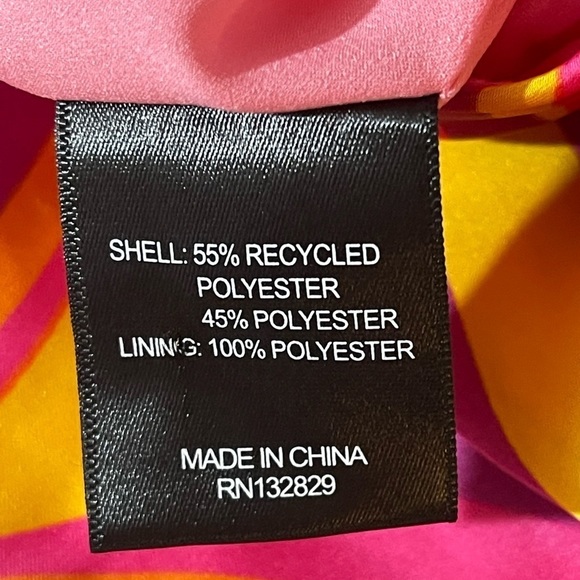 SHELL: 55% RECYCLED
POLYESTER
45% POLYESTER
LINING: 100% POLYESTER
MADE IN CHINA
RN132829